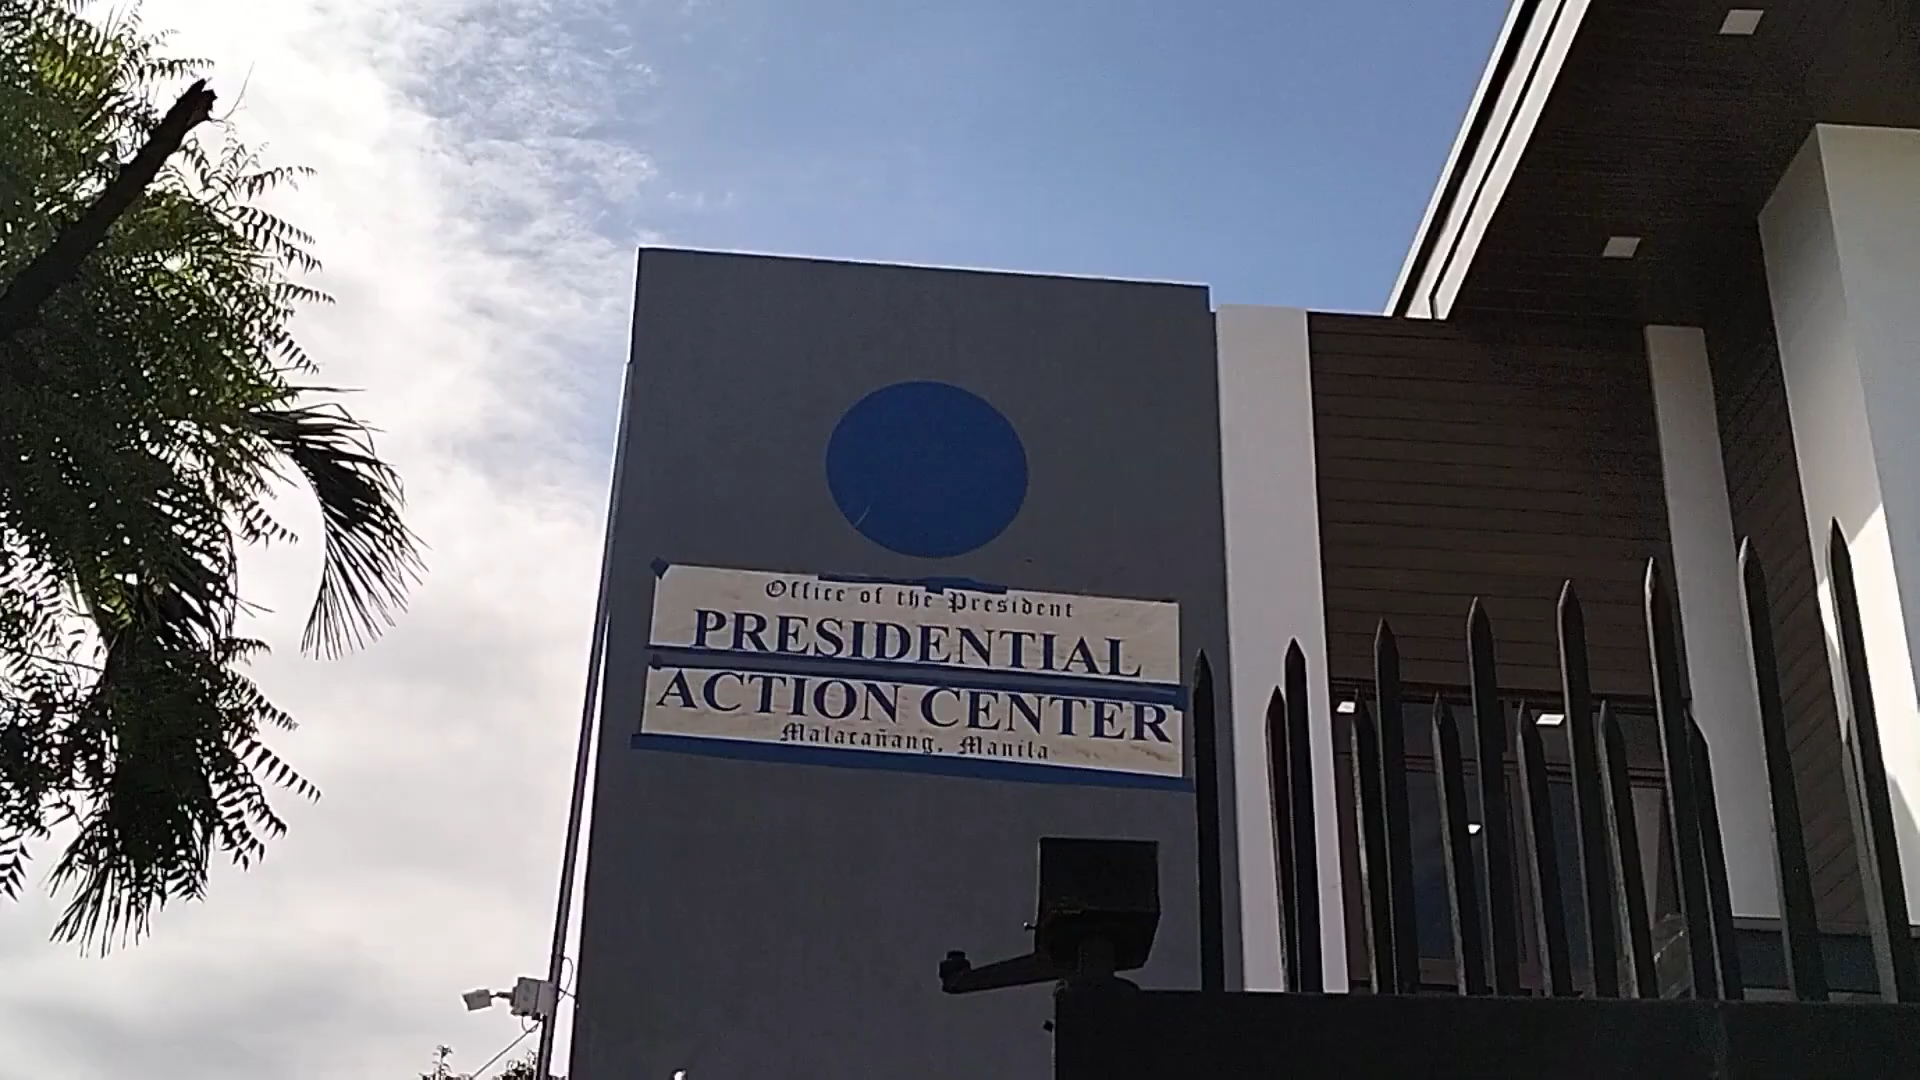 Office of the President
PRESIDENTIAL
ACTION CENTER
Malacañang, Manila